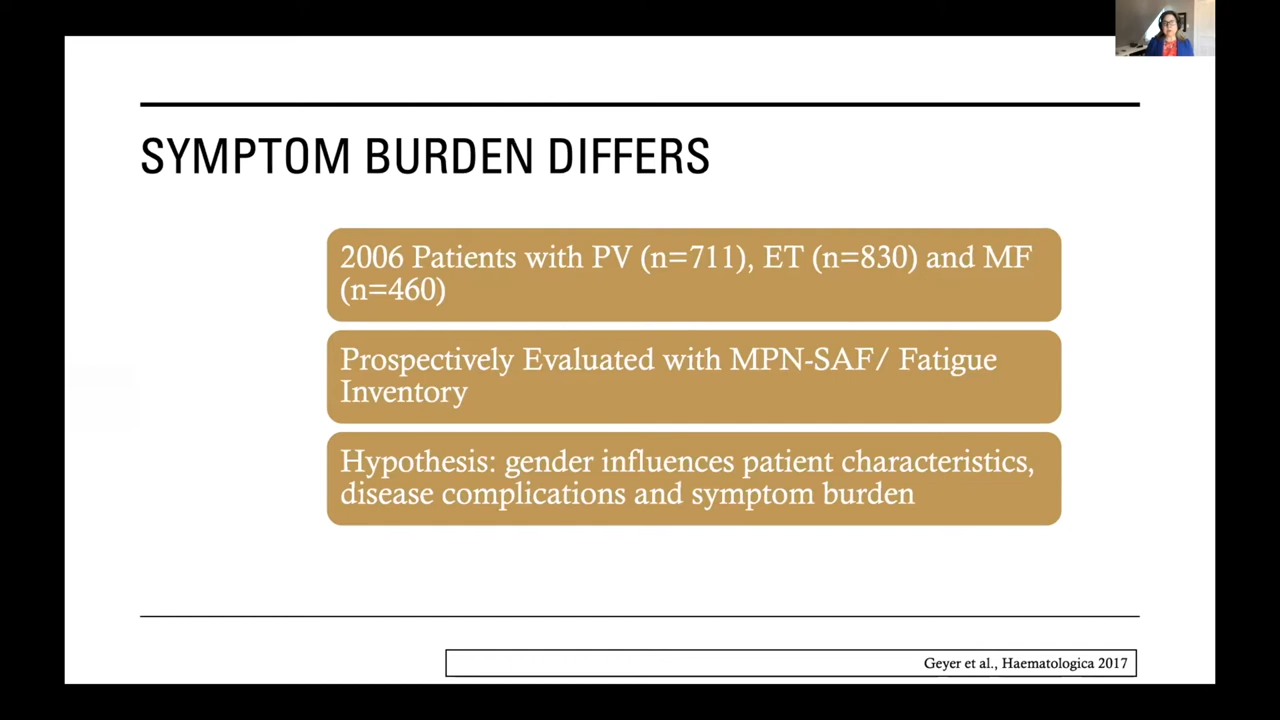 SYMPTOM BURDEN DIFFERS
2006 Patients with PV (n=711), ET (n=830) and MF
(n=460)
Prospectively Evaluated with MPN-SAF/ Fatigue
Inventory
Hypothesis: gender influences patient characteristics,
disease complications and symptom burden
Geyer et al., Haematologica 2017